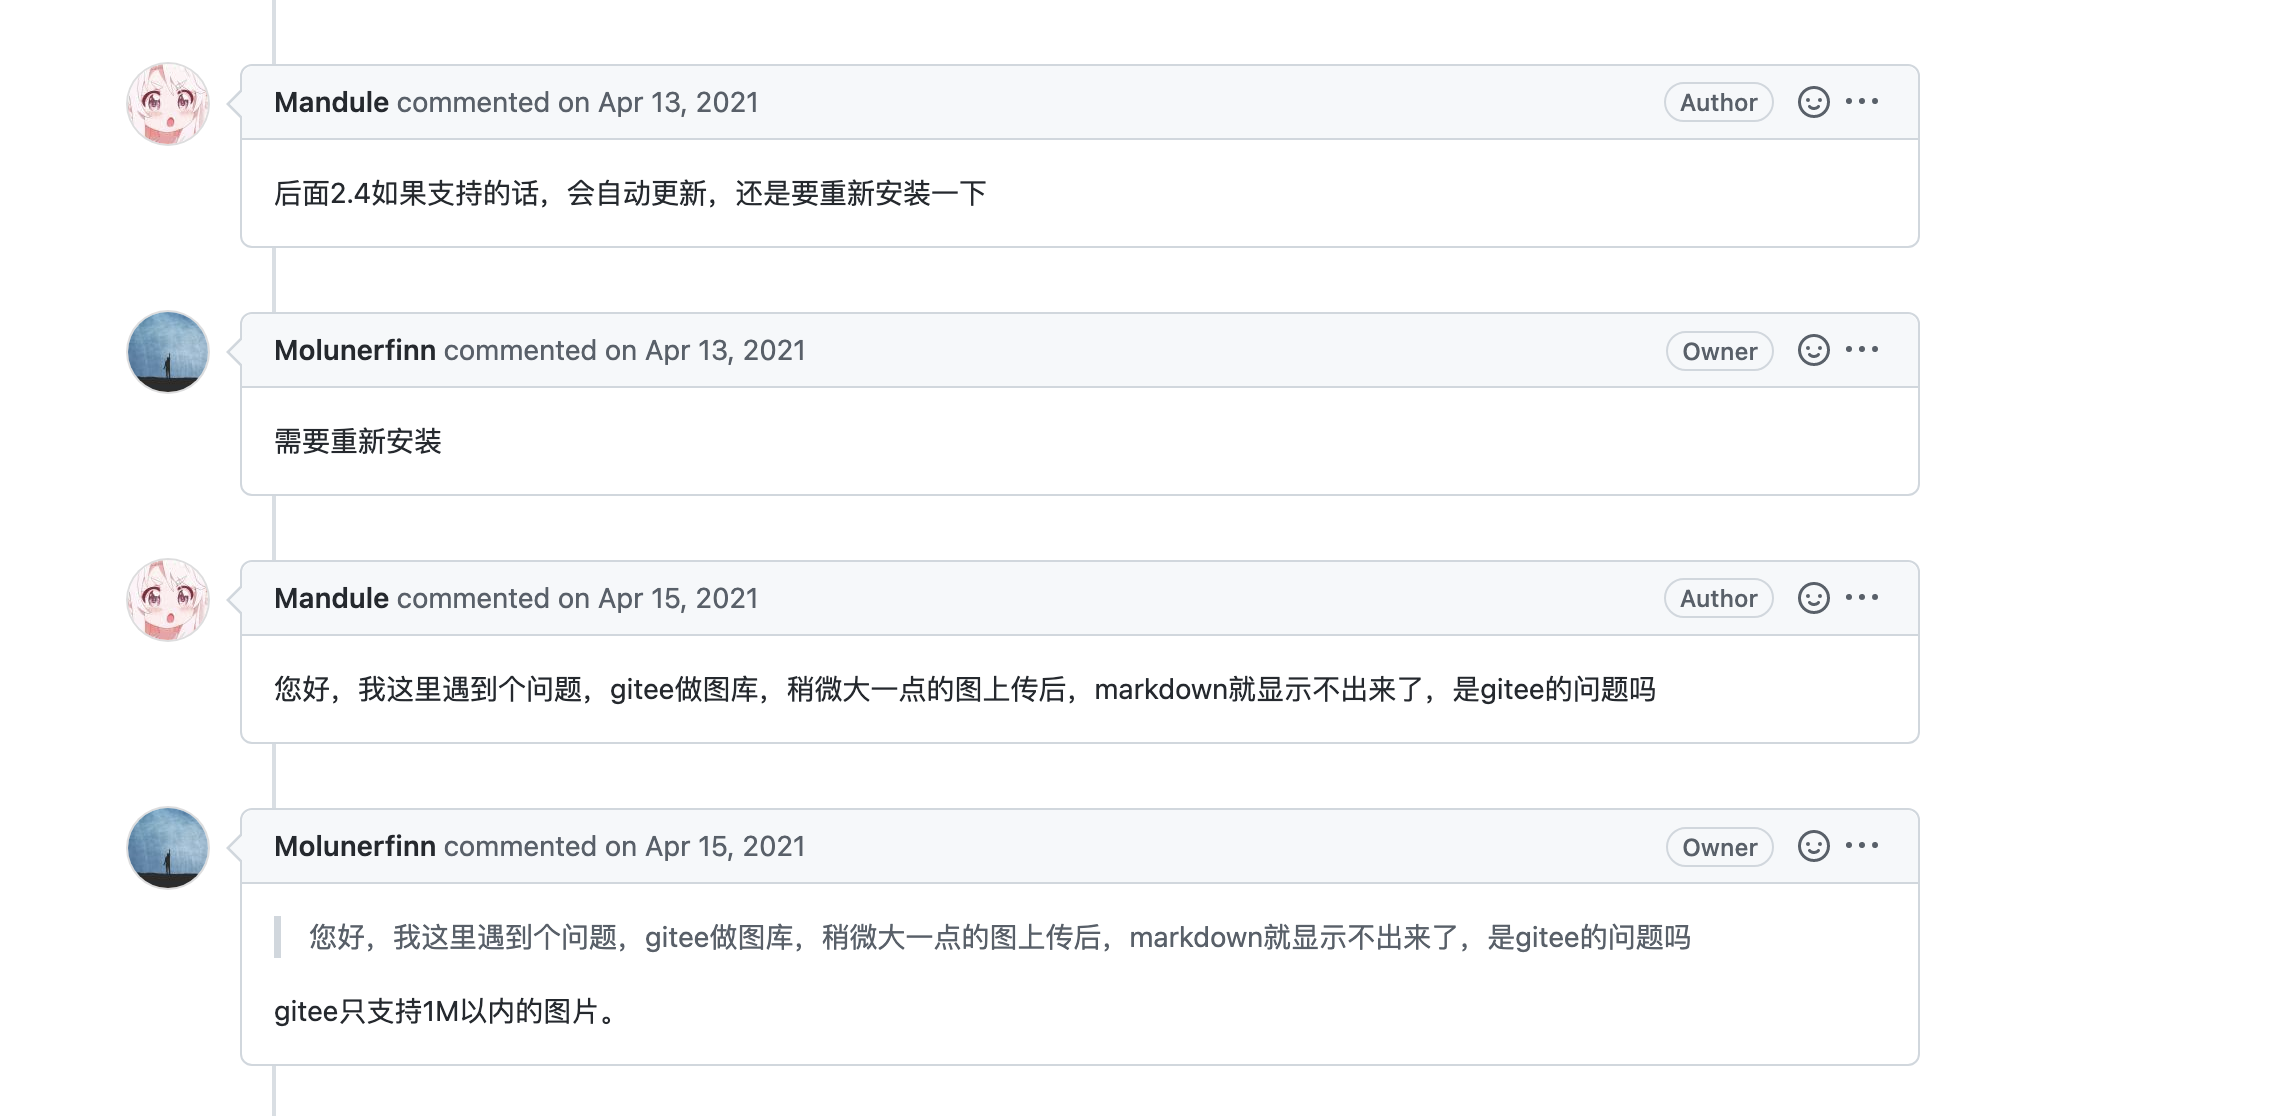 Mandule commented on Apr 13, 2021
Author
后面2.4如果支持的话，会自动更新，还是要重新安装一下
Molunerfinn commented on Apr 13, 2021
Owner
需要重新安装
Mandule commented on Apr 15, 2021
Author
您好，我这里遇到个问题，gitee做图库，稍微大一点的图上传后，markdown就显示不出来了，是gitee的问题吗
Molunerfinn commented on Apr 15, 2021
Owner
您好，我这里遇到个问题，gitee做图库，稍微大一点的图上传后，markdown就显示不出来了，是gitee的问题吗
gitee只支持1M以内的图片。